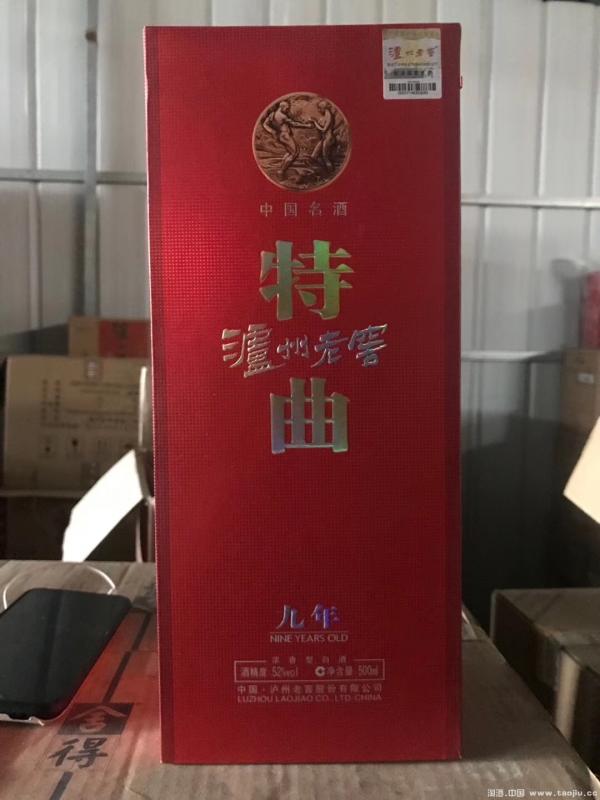 泸州老窖
中国名酒
特
泸州老窖
曲
九年
NINE YEARS OLD
浓香型白酒
酒精度 52%vol 净含量 500ml
中国·泸州老窖股份有限公司
LUZHOU LAOJIAO CO., LTD·CHINA
舍得
淘酒.中国 www.taojiu.cc